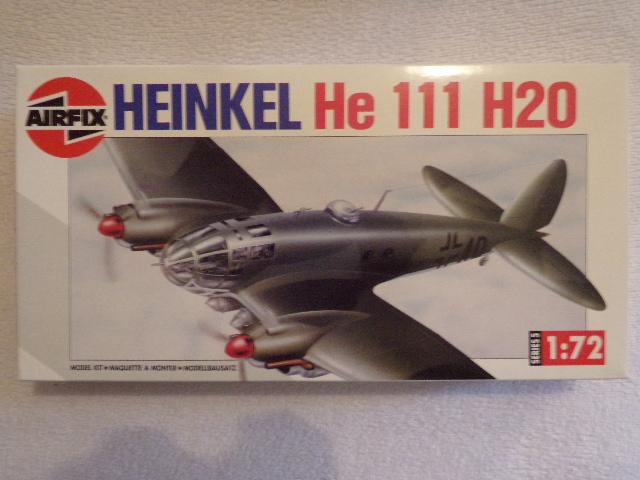 AIRFIX
HEINKEL He 111 H20
SERIES 5
1:72
MODEL KIT • MAQUETTE A MONTER • MODELLBAUSATZ